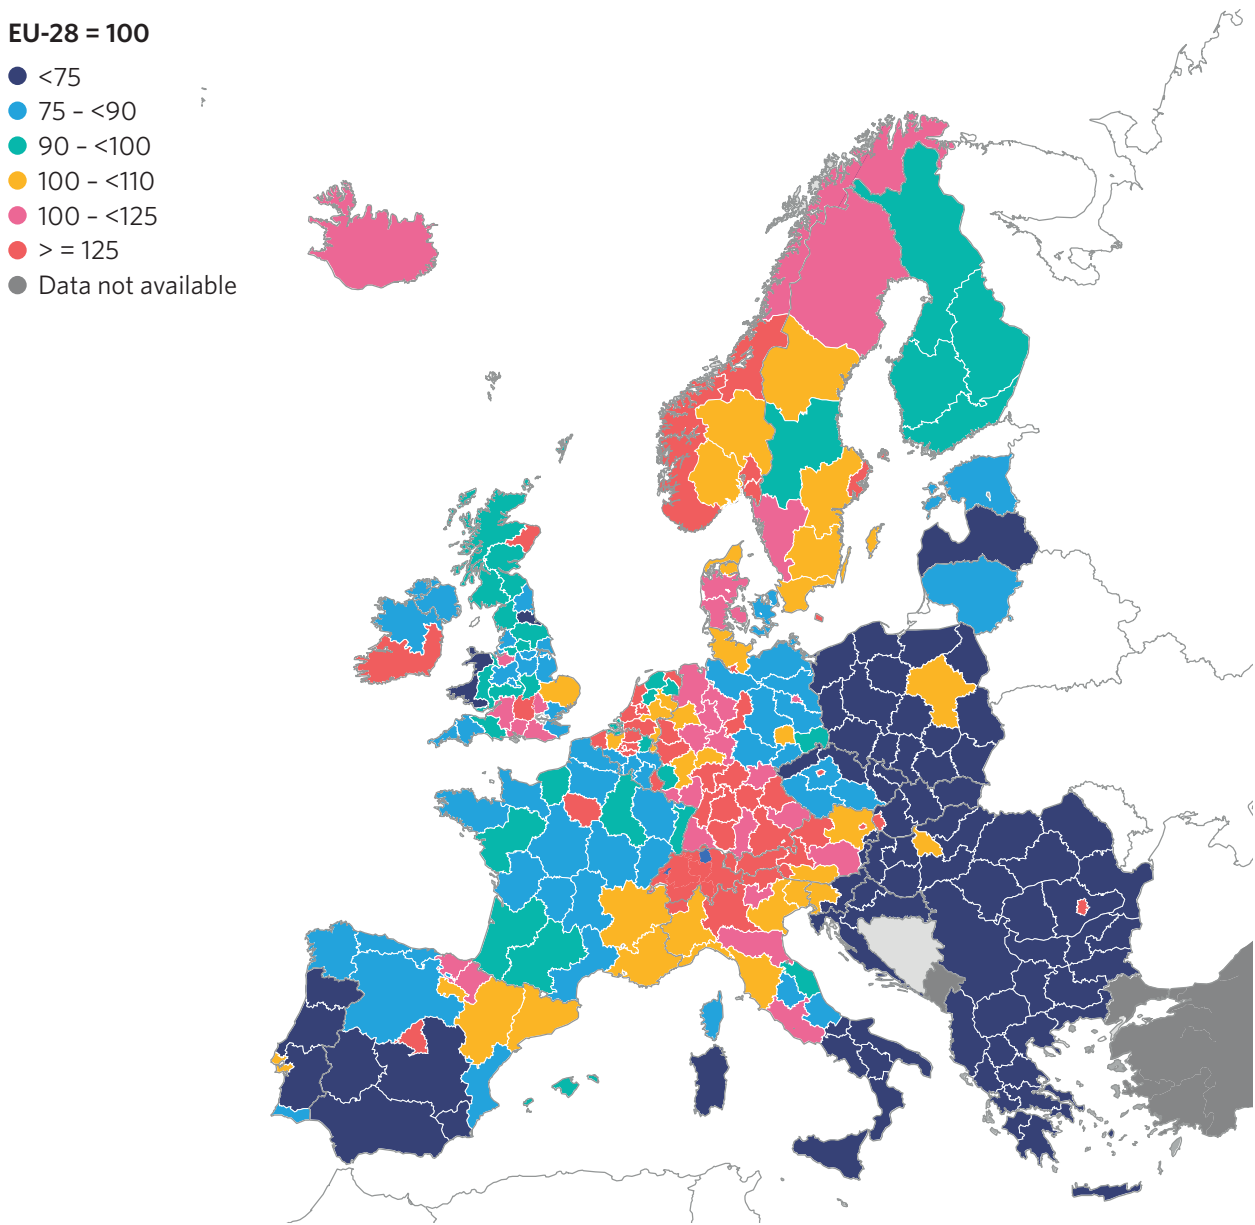 EU-28 = 100
<75
75 - <90
90 - <100
100 - <110
100 - <125
> = 125
Data not available